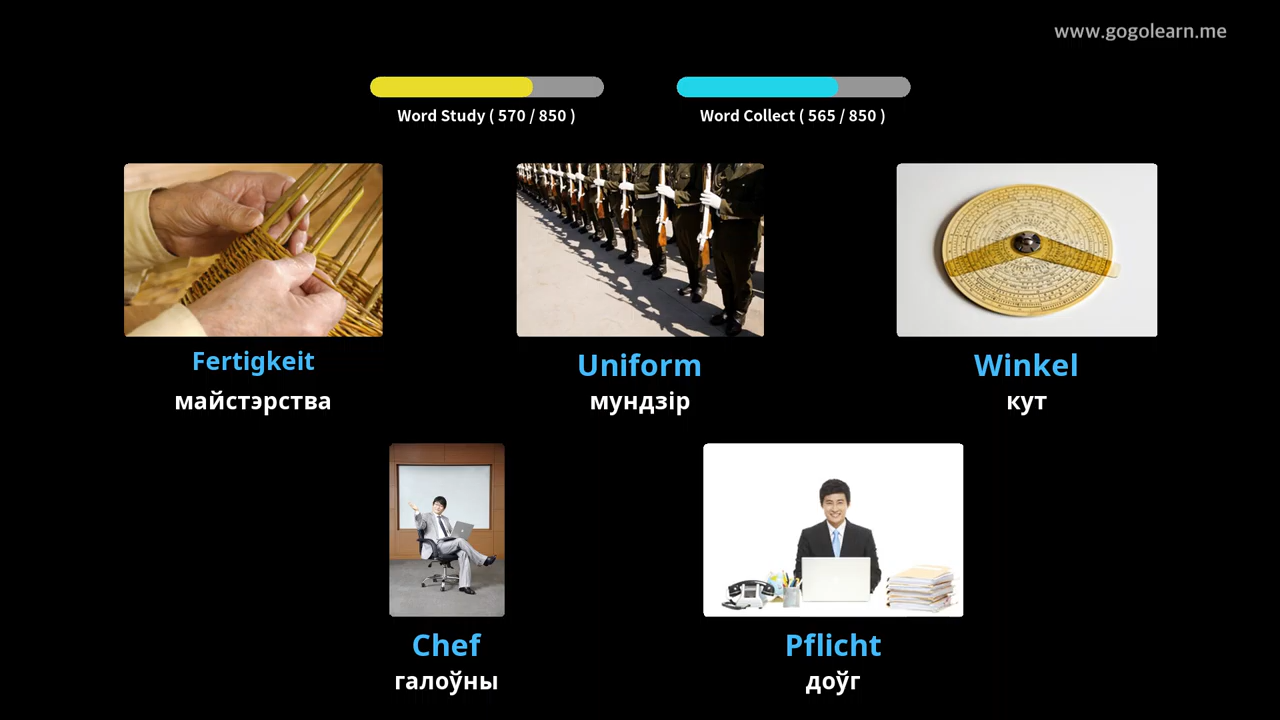 www.gogolearn.me
Word Study ( 570 / 850 )
Word Collect ( 565 / 850 )
Fertigkeit
майстэрства
Uniform
мундзір
Winkel
кут
Chef
галоўны
Pflicht
доўг